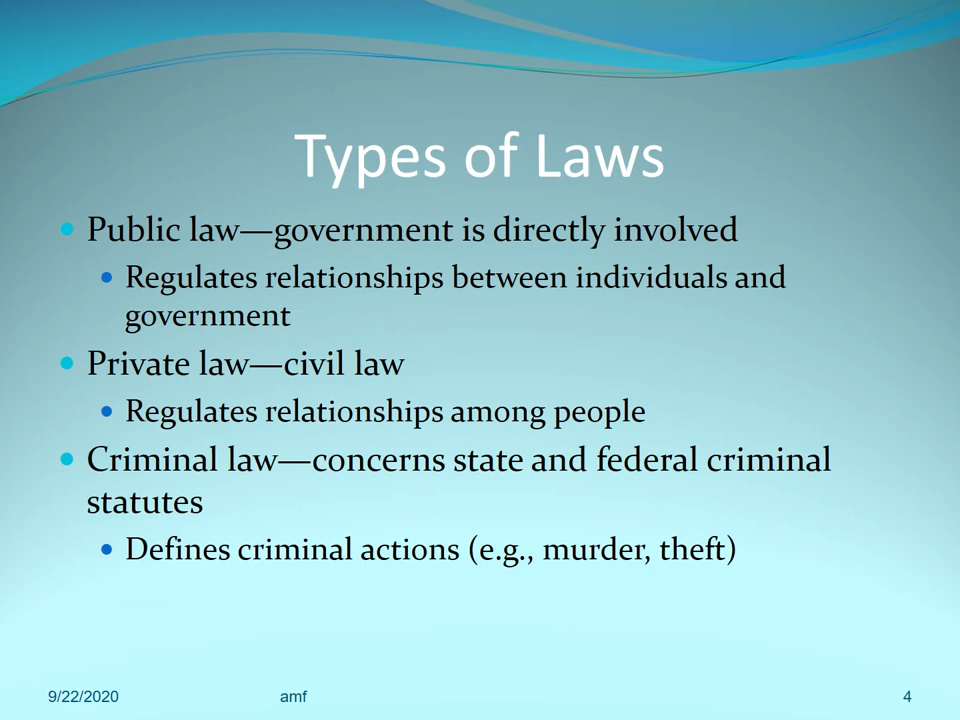 Types of Laws
Public law—government is directly involved
Regulates relationships between individuals and
government
Private law—civil law
Regulates relationships among people
Criminal law—concerns state and federal criminal
statutes
Defines criminal actions (e.g., murder, theft)
9/22/2020 amf 4